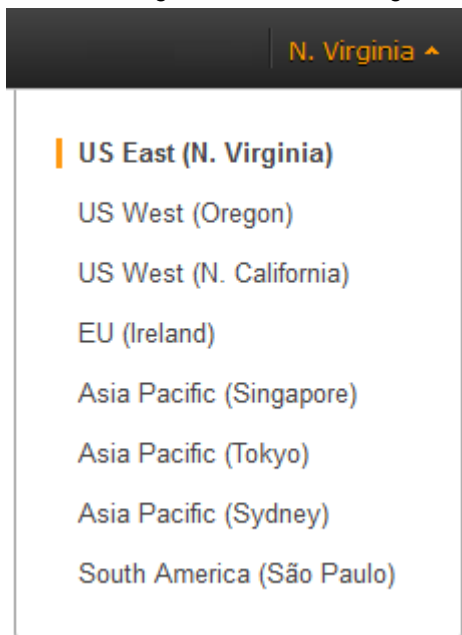 N. Virginia
US East (N. Virginia)
US West (Oregon)
US West (N. California)
EU (Ireland)
Asia Pacific (Singapore)
Asia Pacific (Tokyo)
Asia Pacific (Sydney)
South America (São Paulo)